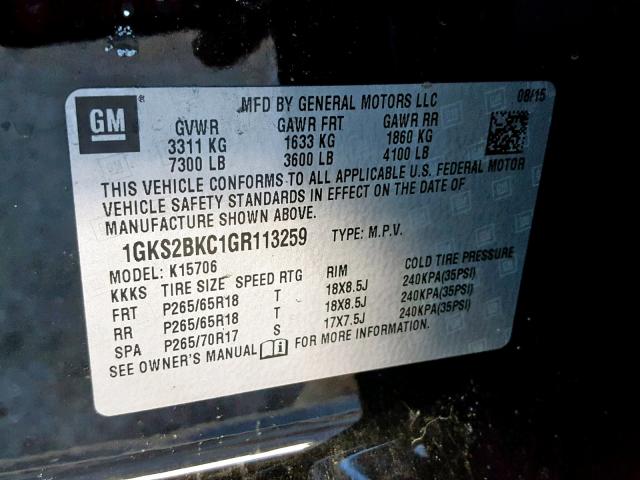 GM ® MFD BY GENERAL MOTORS LLC 08/15
GVWR GAWR FRT GAWR RR
3311 KG 1633 KG 1860 KG
7300 LB 3600 LB 4100 LB
THIS VEHICLE CONFORMS TO ALL APPLICABLE U.S. FEDERAL MOTOR
VEHICLE SAFETY STANDARDS IN EFFECT ON THE DATE OF
MANUFACTURE SHOWN ABOVE.
1GKS2BKC1GR113259 TYPE: M.P.V.
MODEL: K15706
KKKS TIRE SIZE SPEED RTG RIM COLD TIRE PRESSURE
FRT P265/65R18 T 18X8.5J 240KPA(35PSI)
RR P265/65R18 T 18X8.5J 240KPA(35PSI)
SPA P265/70R17 S 17X7.5J 240KPA(35PSI)
SEE OWNER'S MANUAL i FOR MORE INFORMATION.